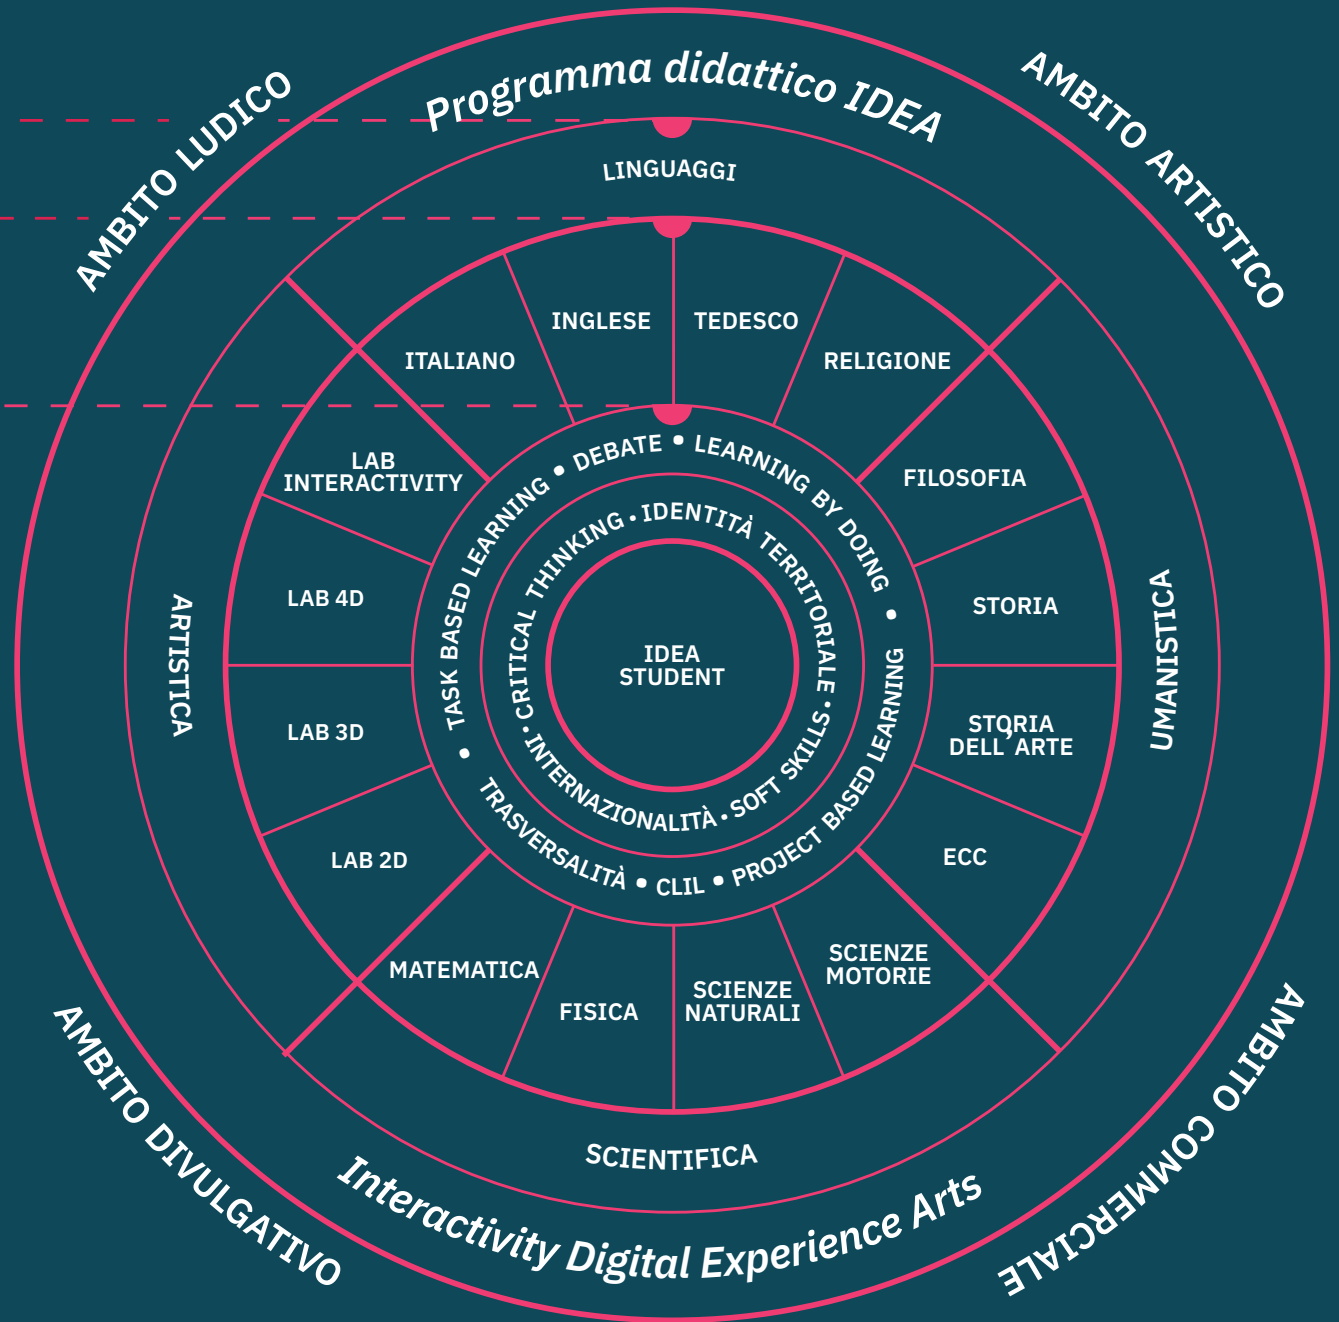 AMBITO LUDICO
AMBITO ARTISTICO
Programma didattico IDEA
LINGUAGGI
ITALIANO
INGLESE
TEDESCO
RELIGIONE
FILOSOFIA
STORIA
STORIA
DELL'ARTE
ECC
SCIENZE
MOTORIE
SCIENZE
NATURALI
FISICA
MATEMATICA
LAB 2D
LAB 3D
LAB 4D
LAB
INTERACTIVITY
ARTISTICA
UMANISTICA
SCIENTIFICA
TASK BASED LEARNING • DEBATE • LEARNING BY DOING • PROJECT BASED LEARNING • CLIL • TRASVERSALITÀ •
CRITICAL THINKING • IDENTITÀ TERRITORIALE • SOFT SKILLS • INTERNAZIONALITÀ •
IDEA
STUDENT
Interactivity Digital Experience Arts
AMBITO DIVULGATIVO
AMBITO COMMERCIALE